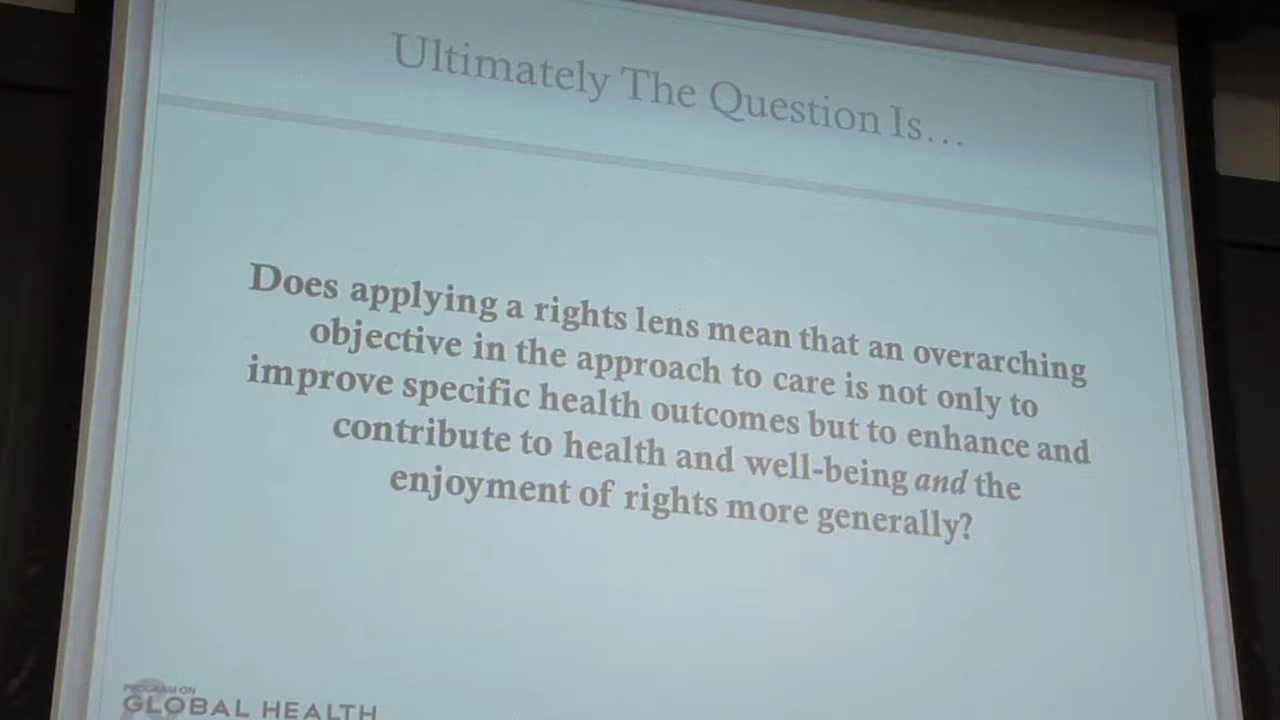 Ultimately The Question Is...
Does applying a rights lens mean that an overarching
objective in the approach to care is not only to
improve specific health outcomes but to enhance and
contribute to health and well-being and the
enjoyment of rights more generally?
PROGRAM ON
GLOBAL HEALTH